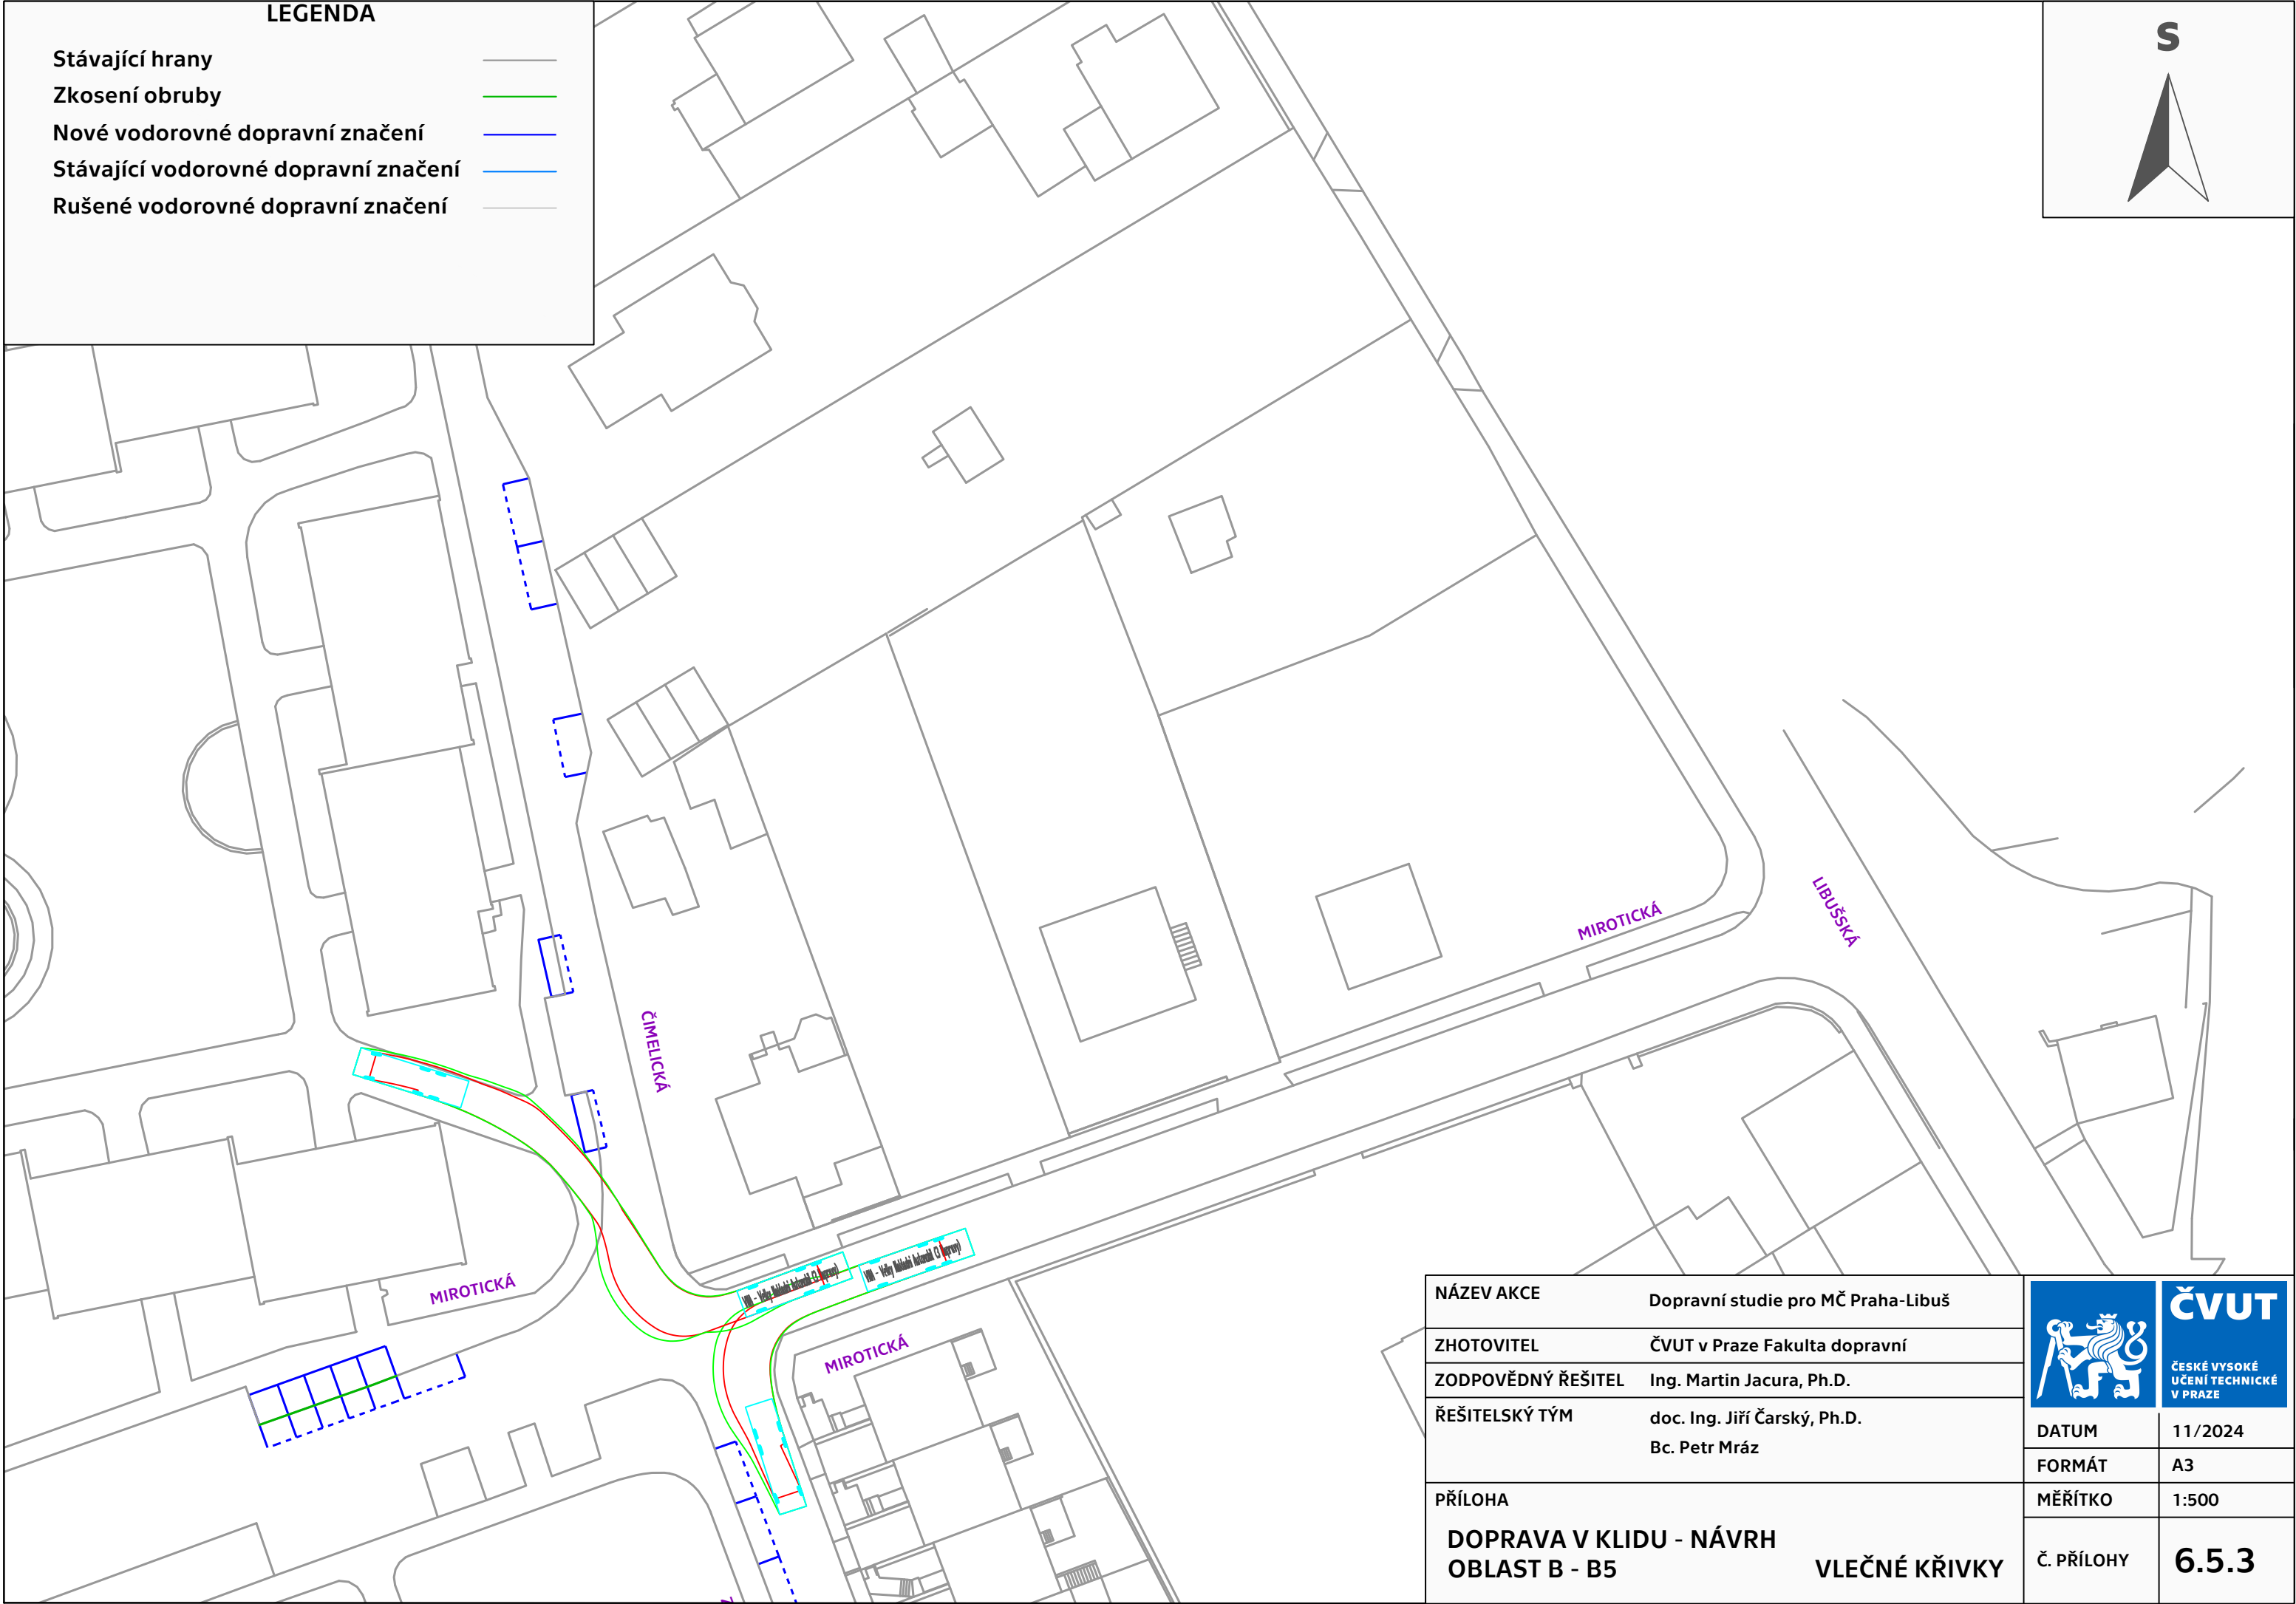 LEGENDA
Stávající hrany
Zkosení obruby
Nové vodorovné dopravní značení
Stávající vodorovné dopravní značení
Rušené vodorovné dopravní značení
S
MIROTICKÁ
LIBUŠSKÁ
ČIMELICKÁ
MIROTICKÁ
MIROTICKÁ
NÁZEV AKCE
Dopravní studie pro MČ Praha-Libuš
ZHOTOVITEL
ČVUT v Praze Fakulta dopravní
ZODPOVĚDNÝ ŘEŠITEL
Ing. Martin Jacura, Ph.D.
ŘEŠITELSKÝ TÝM
doc. Ing. Jiří Čarský, Ph.D.
Bc. Petr Mráz
PŘÍLOHA
DOPRAVA V KLIDU - NÁVRH
OBLAST B - B5
VLEČNÉ KŘIVKY
ČVUT
ČESKÉ VYSOKÉ
UČENÍ TECHNICKÉ
V PRAZE
DATUM
11/2024
FORMÁT
A3
MĚŘÍTKO
1:500
Č. PŘÍLOHY
6.5.3